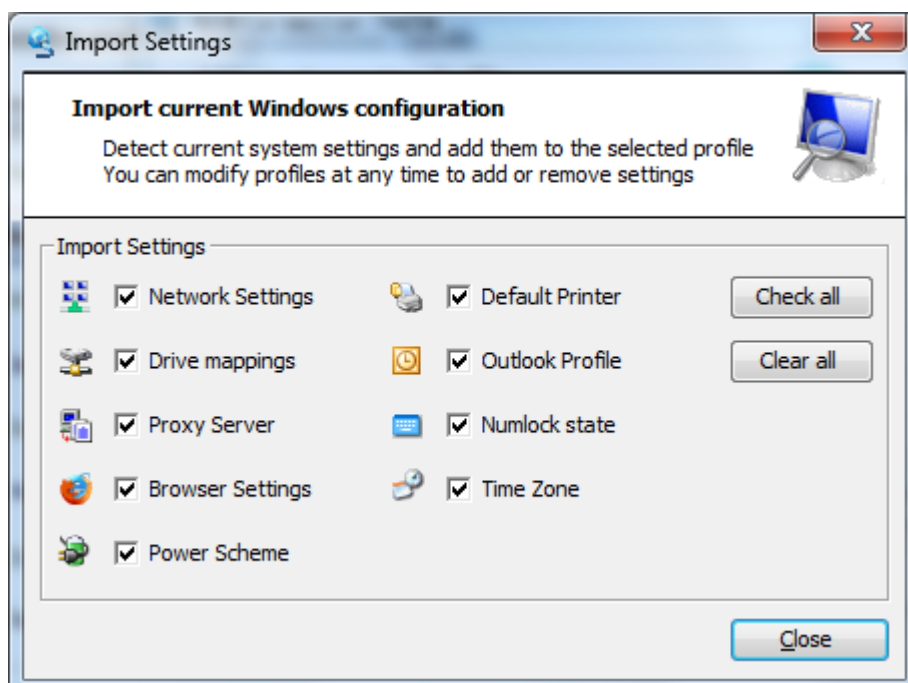 Import Settings
Import current Windows configuration
Detect current system settings and add them to the selected profile
You can modify profiles at any time to add or remove settings
Import Settings
Network Settings
Default Printer
Check all
Drive mappings
Outlook Profile
Clear all
Proxy Server
Numlock state
Browser Settings
Time Zone
Power Scheme
Close